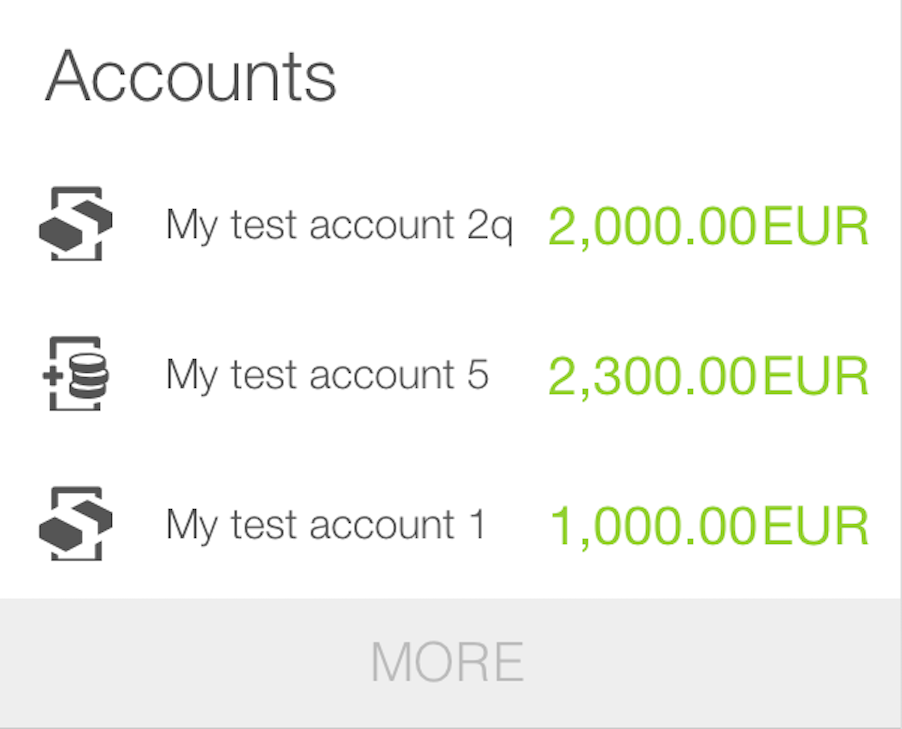 Accounts
My test account 2q 2,000.00EUR
My test account 5 2,300.00EUR
My test account 1 1,000.00EUR
MORE